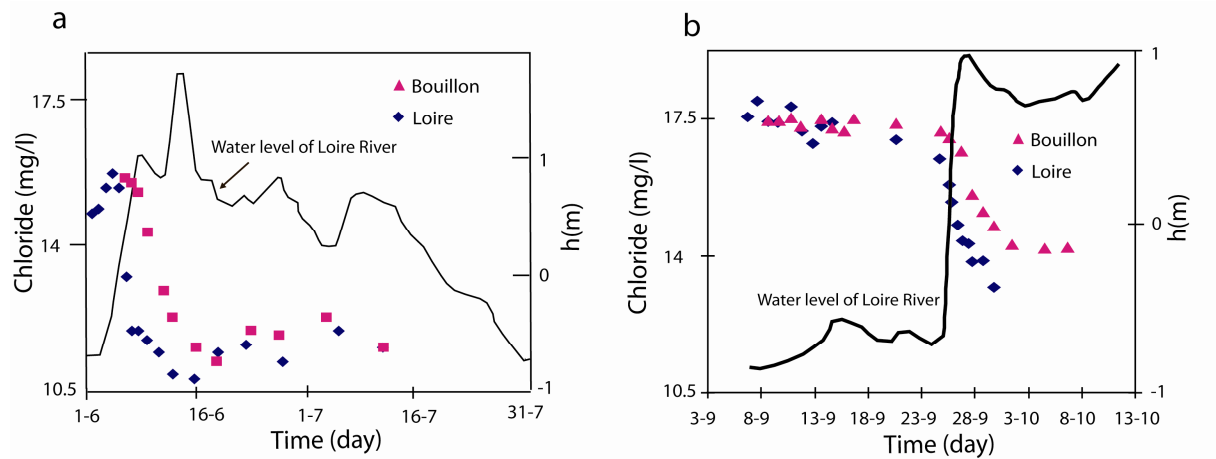 a
Chloride (mg/l)
17.5
14
10.5
Bouillon
Loire
Water level of Loire River
1
0
-1
h(m)
1-6
16-6
1-7
16-7
31-7
Time (day)
b
Chloride (mg/l)
17.5
14
10.5
Bouillon
Loire
Water level of Loire River
1
0
-1
h(m)
3-9
8-9
13-9
18-9
23-9
28-9
3-10
8-10
13-10
Time (day)